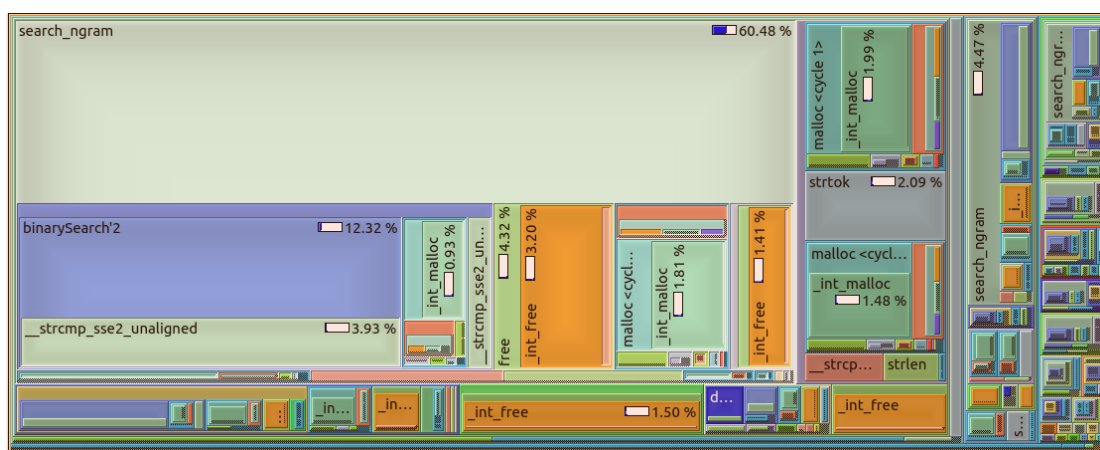 search_ngram 60.48 %
binarySearch'2 12.32 %
__strcmp_sse2_unaligned 3.93 %
_int_malloc 0.93 %
__strcmp_sse2_un...
free 4.32 %
_int_free 3.20 %
malloc <cycl...
_int_malloc 1.81 %
_int_free 1.41 %
malloc <cycle 1>
_int_malloc 1.99 %
strtok 2.09 %
malloc <cycl...
_int_malloc 1.48 %
__strcp... strlen
search_ngram 4.47 %
_i...
s...
search_ngr...
_in...
_in...
_int_free 1.50 %
d...
_int_free